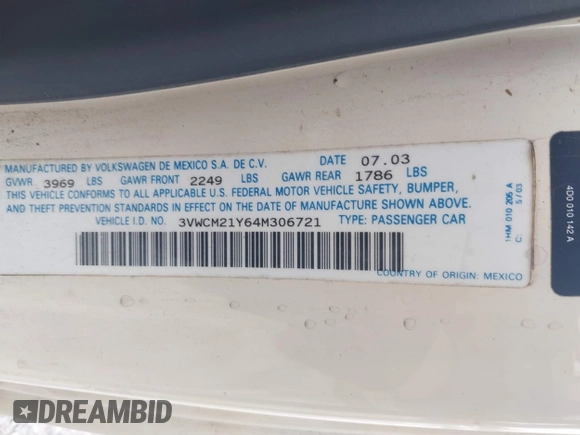 MANUFACTURED BY VOLKSWAGEN DE MEXICO S.A. DE C.V. DATE 07.03
GVWR 3969 LBS GAWR FRONT 2249 LBS GAWR REAR 1786 LBS
THIS VEHICLE CONFORMS TO ALL APPLICABLE U.S. FEDERAL MOTOR VEHICLE SAFETY, BUMPER,
AND THEFT PREVENTION STANDARDS IN EFFECT ON THE DATE OF MANUFACTURE SHOWN ABOVE.
VEHICLE I.D. NO. 3VWCM21Y64M306721 TYPE: PASSENGER CAR
COUNTRY OF ORIGIN: MEXICO
1HM 010 205 A
C: 5/03
4D0 010 142 A
DREAMBID